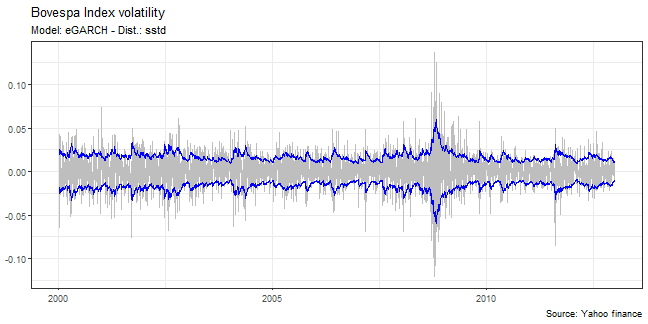 Bovespa Index volatility
Model: eGARCH - Dist.: sstd
0.10
0.05
0.00
-0.05
-0.10
2000
2005
2010
Source: Yahoo finance